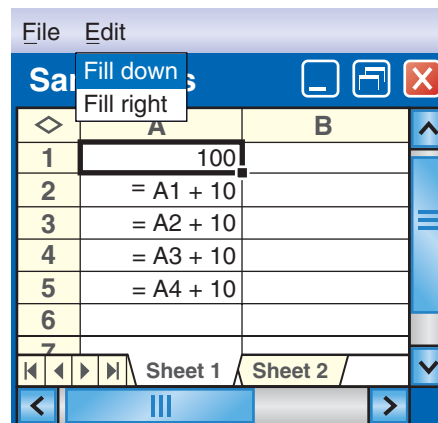 File Edit
Fill down
Fill right
A B
1 100
2 = A1 + 10
3 = A2 + 10
4 = A3 + 10
5 = A4 + 10
6
7
Sheet 1 Sheet 2